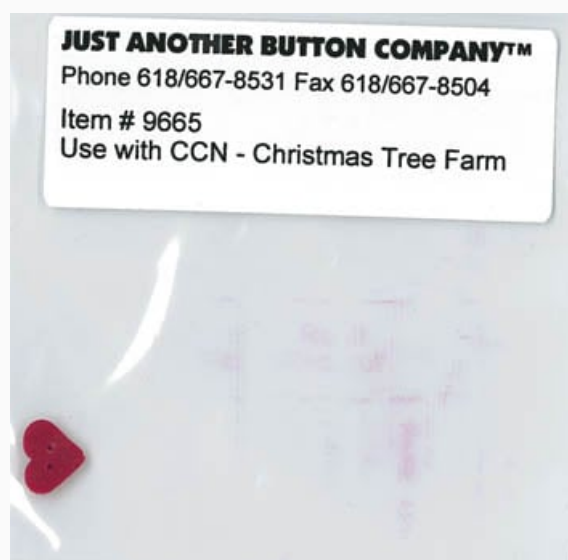 JUST ANOTHER BUTTON COMPANY™
Phone 618/667-8531 Fax 618/667-8504
Item # 9665
Use with CCN - Christmas Tree Farm